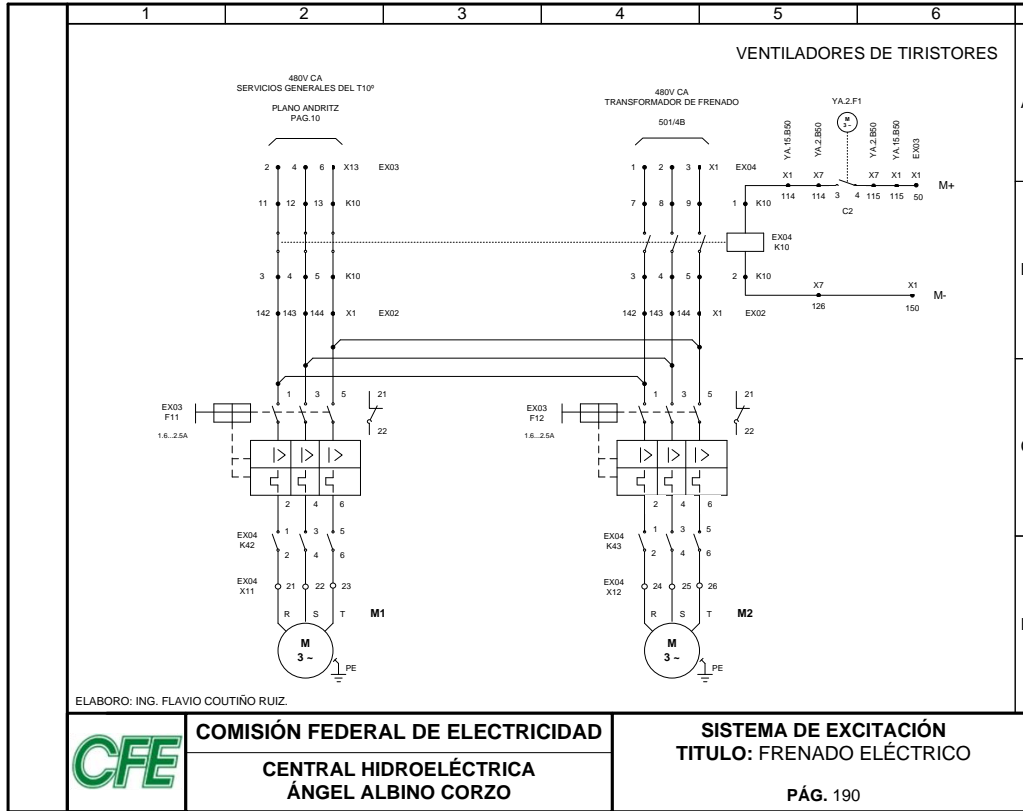 1 2 3 4 5 6
VENTILADORES DE TIRISTORES
480V CA
SERVICIOS GENERALES DEL T10º
PLANO ANDRITZ
PAG.10
480V CA
TRANSFORMADOR DE FRENADO
501/4B
YA.2.F1
M
3 ~
YA.15.B50
YA.2.B50
YA.2.B50
YA.15.B50
EX03
2 4 6 X13 EX03
1 2 3 X1 EX04
X1 X7 X7 X1 X1
M+
114 114 3 4 115 115 50
C2
11 12 13 K10
7 8 9 1 K10
EX04
K10
3 4 5 K10
3 4 5 2 K10
X7 X1
M-
126 150
142 143 144 X1 EX02
142 143 144 X1 EX02
1 3 5 21
EX03
F11
22
1.6...2.5A
1 3 5 21
EX03
F12
22
1.6...2.5A
2 4 6
2 4 6
EX04
K42
1 3 5
2 4 6
EX04
K43
1 3 5
2 4 6
EX04
X11
21 22 23
EX04
X12
24 25 26
R S T M1
R S T M2
M
3 ~
PE
M
3 ~
PE
ELABORO: ING. FLAVIO COUTIÑO RUIZ.
CFE
COMISIÓN FEDERAL DE ELECTRICIDAD
CENTRAL HIDROELÉCTRICA
ÁNGEL ALBINO CORZO
SISTEMA DE EXCITACIÓN
TITULO: FRENADO ELÉCTRICO
PÁG. 190